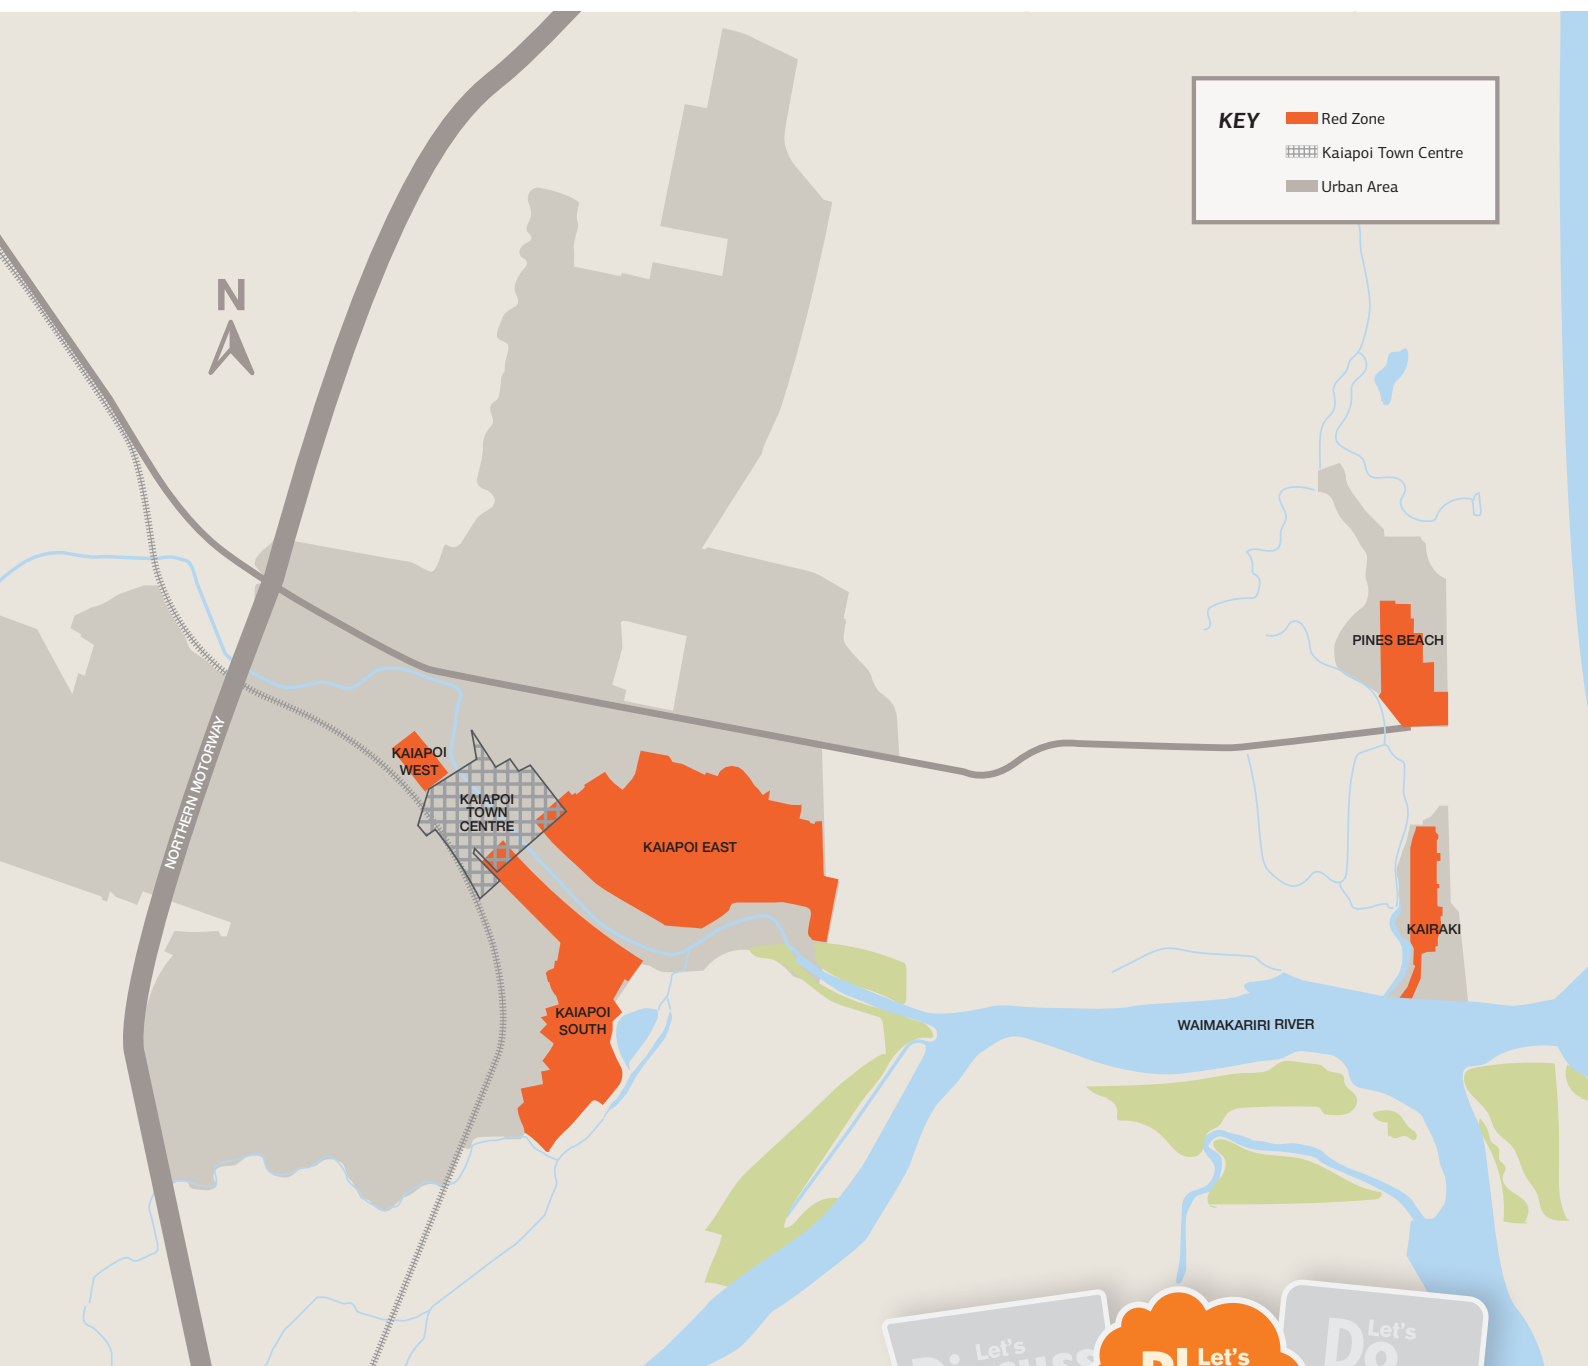 KEY
Red Zone
Kaiapoi Town Centre
Urban Area
N
NORTHERN MOTORWAY
KAIAPOI
WEST
KAIAPOI
TOWN
CENTRE
KAIAPOI EAST
KAIAPOI
SOUTH
PINES BEACH
KAIRAKI
WAIMAKARIRI RIVER
Let's
Let's
Let's
Do